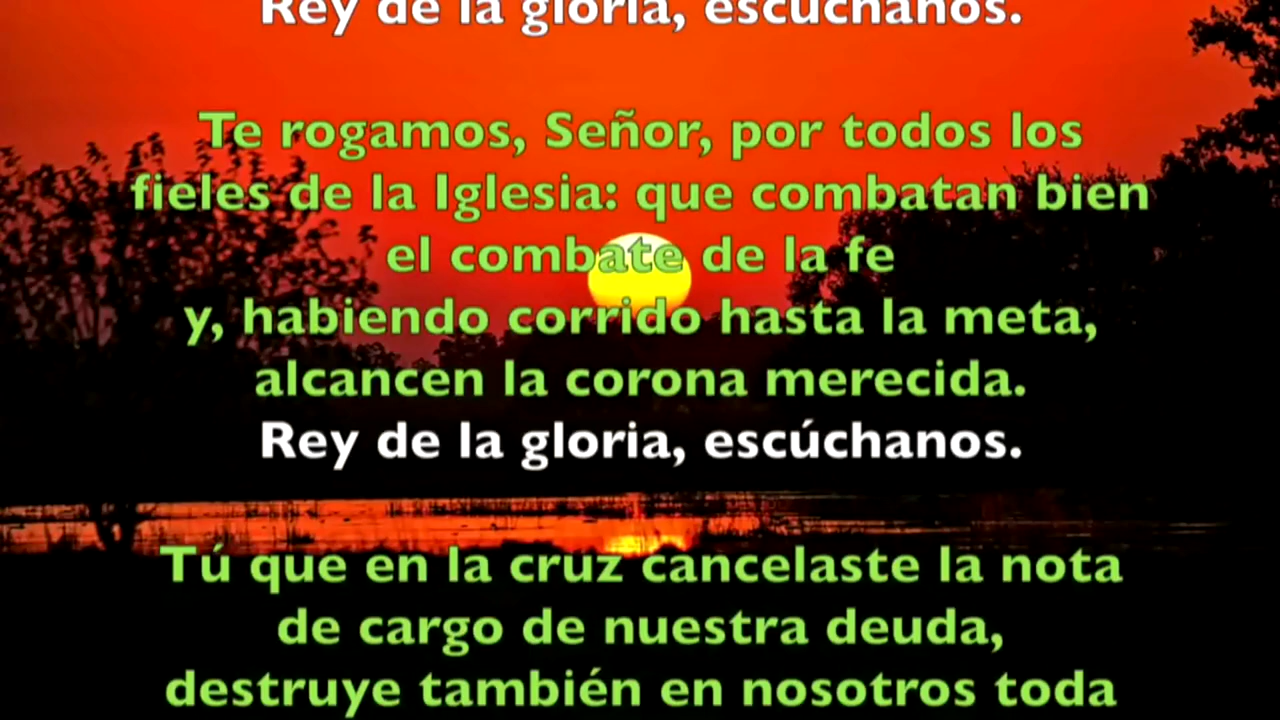 Rey de la gloria, escúchanos.
Te rogamos, Señor, por todos los
fieles de la Iglesia: que combatan bien
el combate de la fe
y, habiendo corrido hasta la meta,
alcancen la corona merecida.
Rey de la gloria, escúchanos.
Tú que en la cruz cancelaste la nota
de cargo de nuestra deuda,
destruye también en nosotros toda